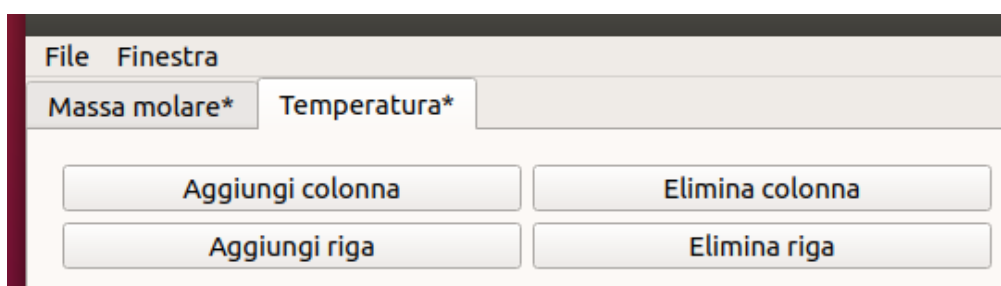 File Finestra
Massa molare* Temperatura*
Aggiungi colonna Elimina colonna
Aggiungi riga Elimina riga